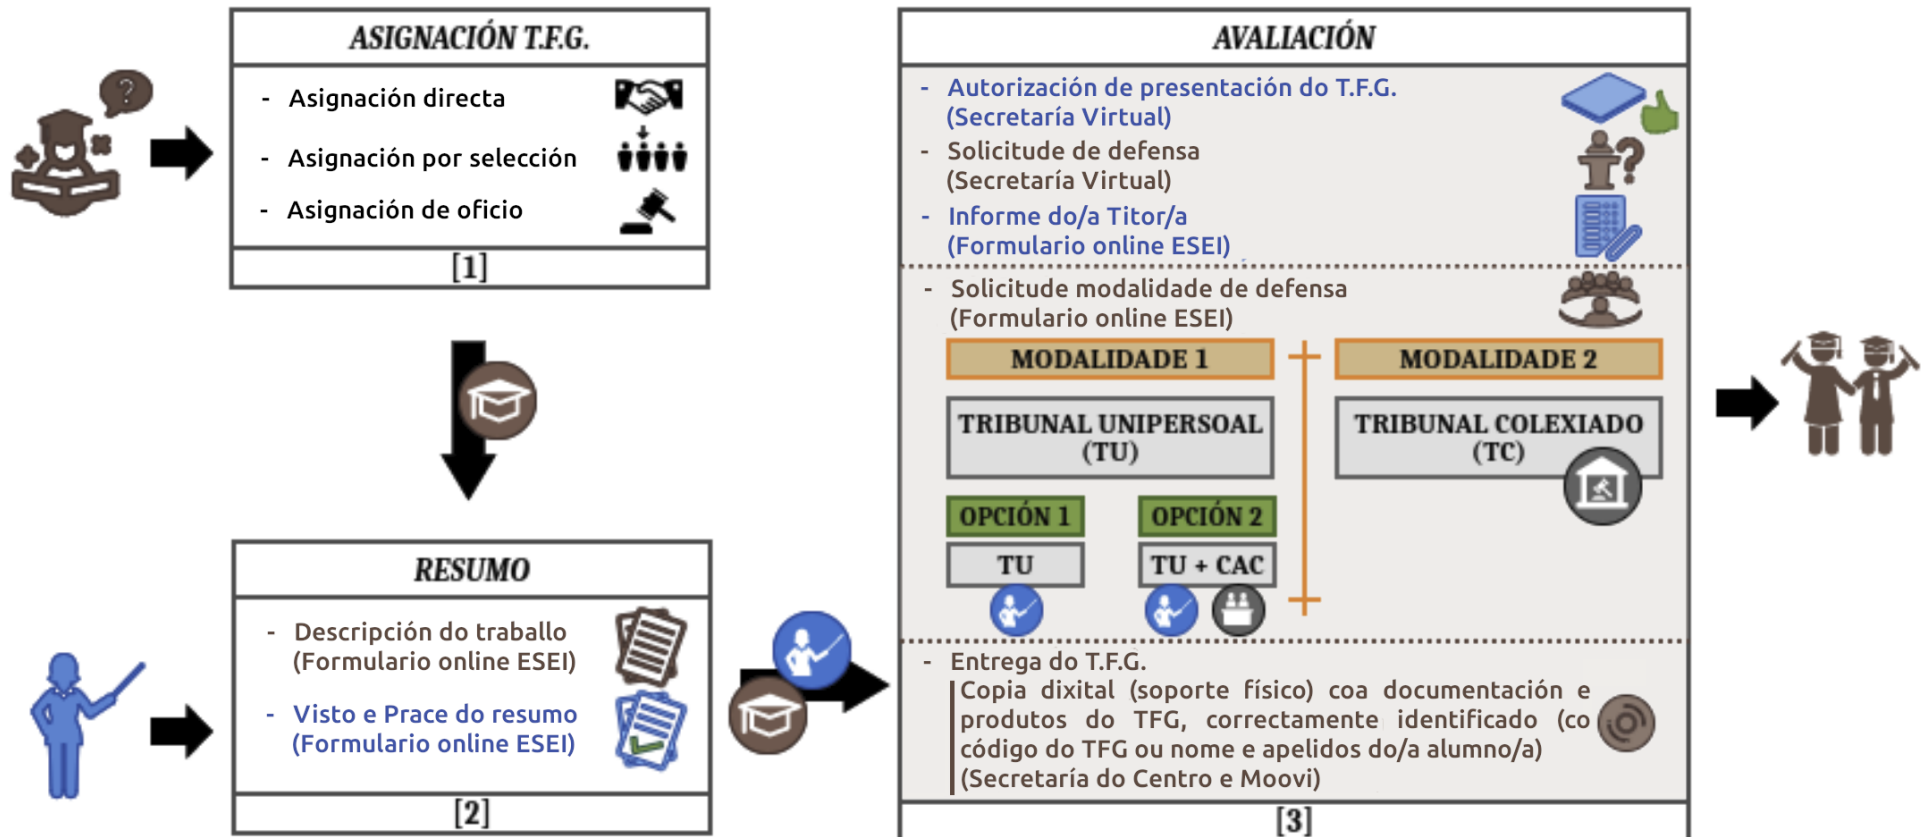 ASIGNACIÓN T.F.G.
- Asignación directa
- Asignación por selección
- Asignación de oficio
[1]
RESUMO
- Descripción do traballo
(Formulario online ESEI)
- Visto e Prace do resumo
(Formulario online ESEI)
[2]
AVALIACIÓN
- Autorización de presentación do T.F.G.
(Secretaría Virtual)
- Solicitude de defensa
(Secretaría Virtual)
- Informe do/a Titor/a
(Formulario online ESEI)
- Solicitude modalidade de defensa
(Formulario online ESEI)
MODALIDADE 1
TRIBUNAL UNIPERSOAL
(TU)
OPCIÓN 1
TU
OPCIÓN 2
TU + CAC
MODALIDADE 2
TRIBUNAL COLEXIADO
(TC)
- Entrega do T.F.G.
Copia dixital (soporte físico) coa documentación e
produtos do TFG, correctamente identificado (co
código do TFG ou nome e apelidos do/a alumno/a)
(Secretaría do Centro e Moovi)
[3]